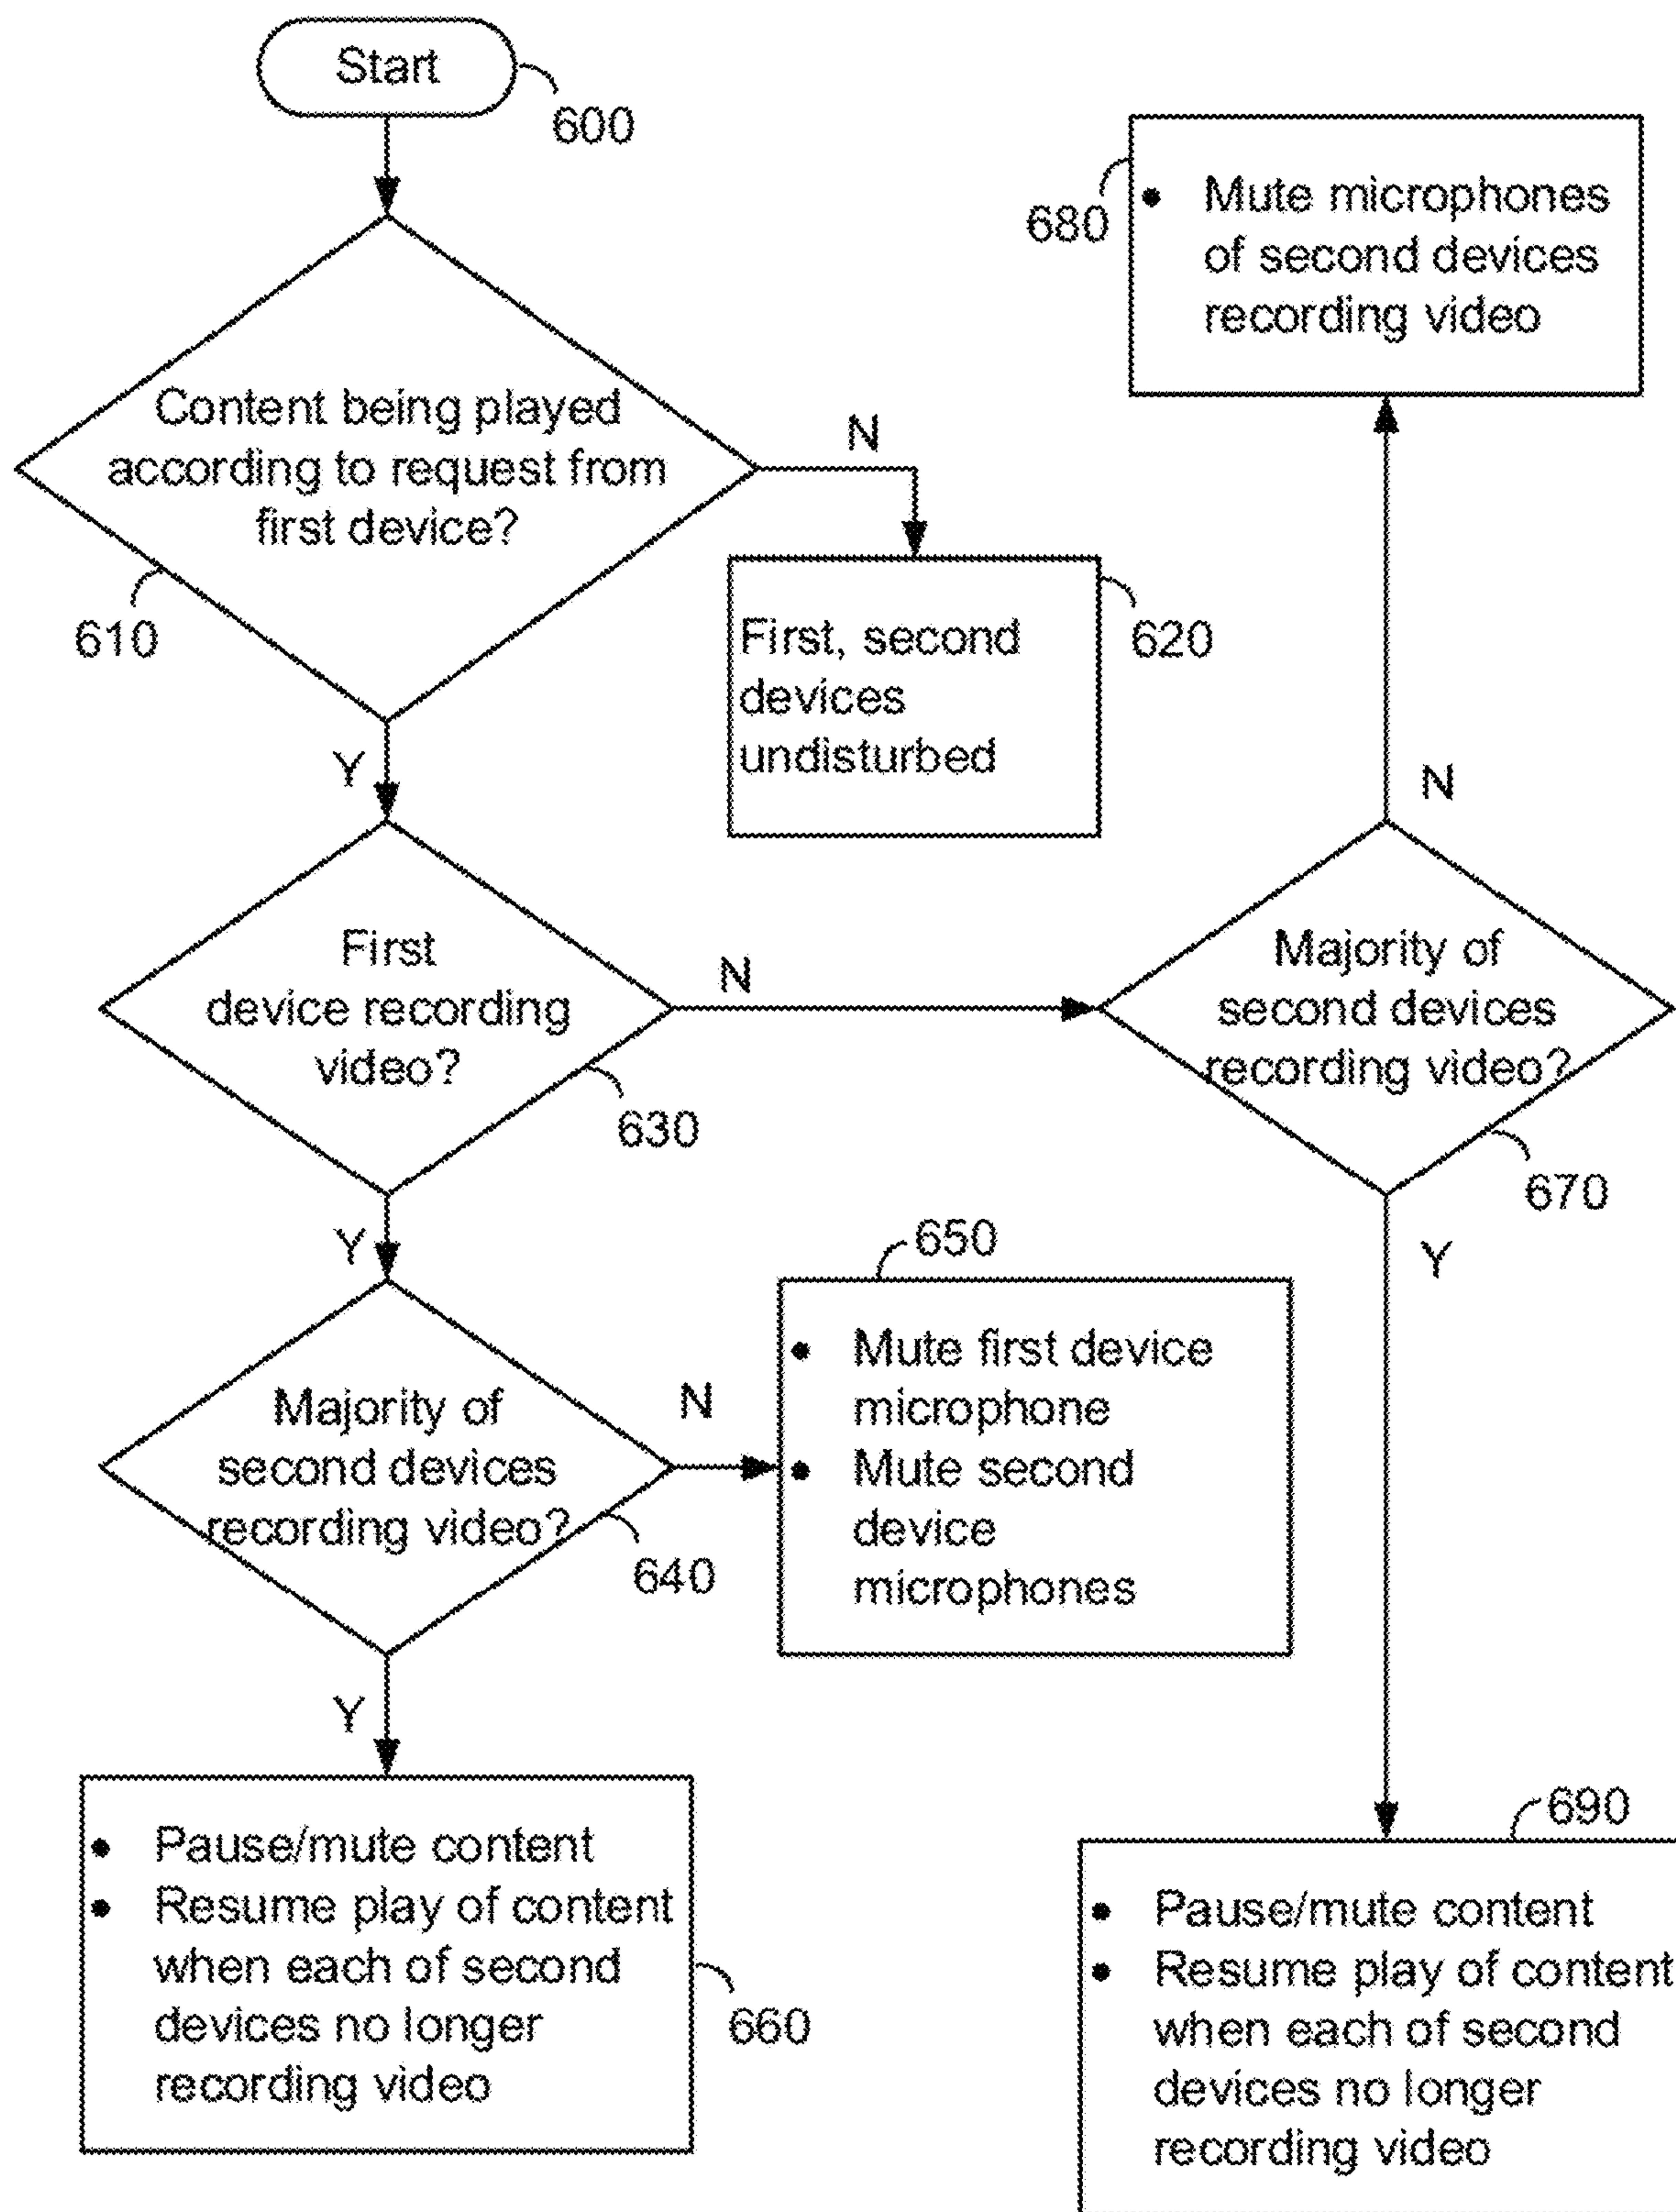 Start
600
Content being played
according to request from
first device?
610
N
Y
First, second
devices
undisturbed
620
First
device recording
video?
630
N
Y
Majority of
second devices
recording video?
640
N
Y
650
• Mute first device
microphone
• Mute second
device
microphones
• Pause/mute content
• Resume play of content
when each of second
devices no longer
recording video
660
Majority of
second devices
recording video?
670
N
Y
680
• Mute microphones
of second devices
recording video
690
• Pause/mute content
• Resume play of content
when each of second
devices no longer
recording video